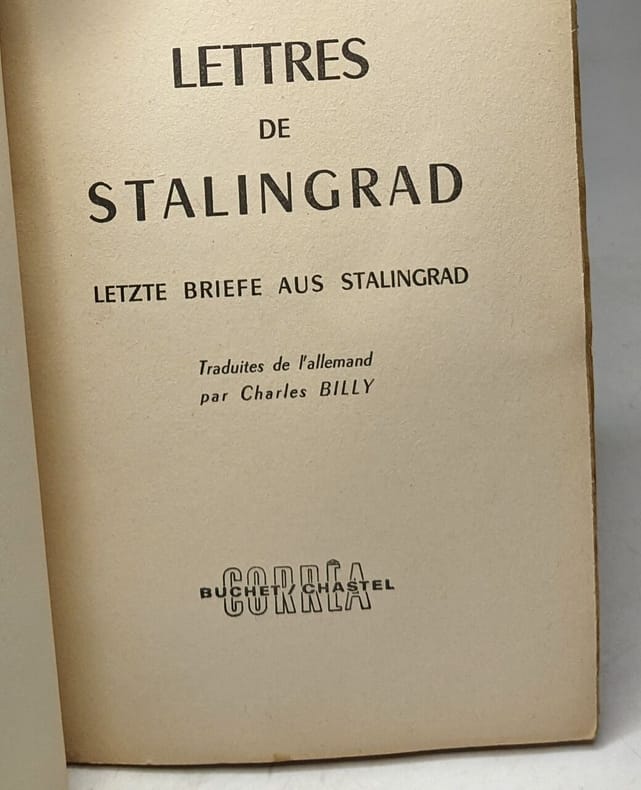 LETTRES
DE
STALINGRAD
LETZTE BRIEFE AUS STALINGRAD
Traduites de l'allemand
par Charles BILLY
CORRÊA
BUCHET/CHASTEL